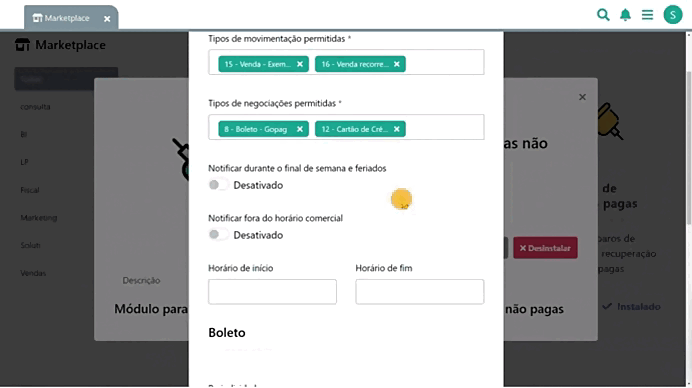 Marketplace
S
Marketplace
consulta
BI
LP
Fiscal
Marketing
Vendas
Tipos de movimentação permitidas *
15 - Venda - Exem...
16 - Venda recorre...
Tipos de negociações permitidas *
8 - Boleto - Gopag
12 - Cartão de Cré...
Notificar durante o final de semana e feriados
Desativado
Notificar fora do horário comercial
Desativado
Horário de início
Horário de fim
Boleto
as não
Desinstalar
Descrição
Módulo para
não pagas
de
pagas
paros de
recuperação
pagas
Instalado